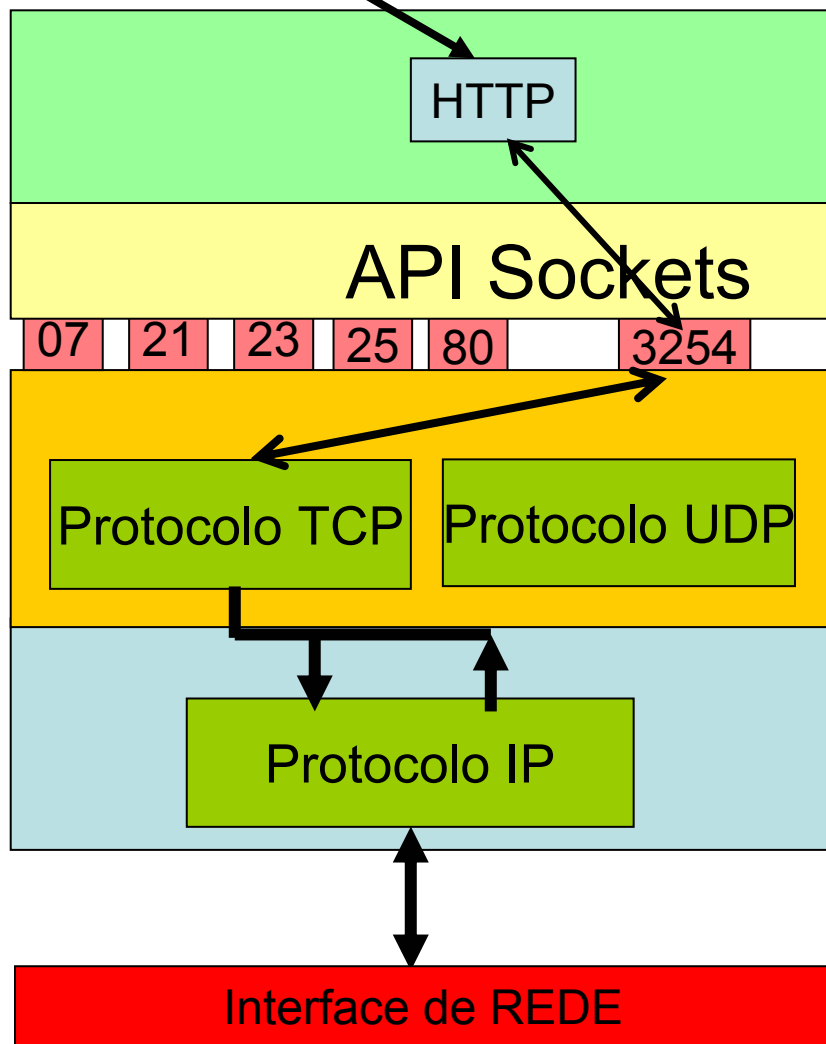 HTTP
API Sockets
07 21 23 25 80 3254
Protocolo TCP Protocolo UDP
Protocolo IP
Interface de REDE